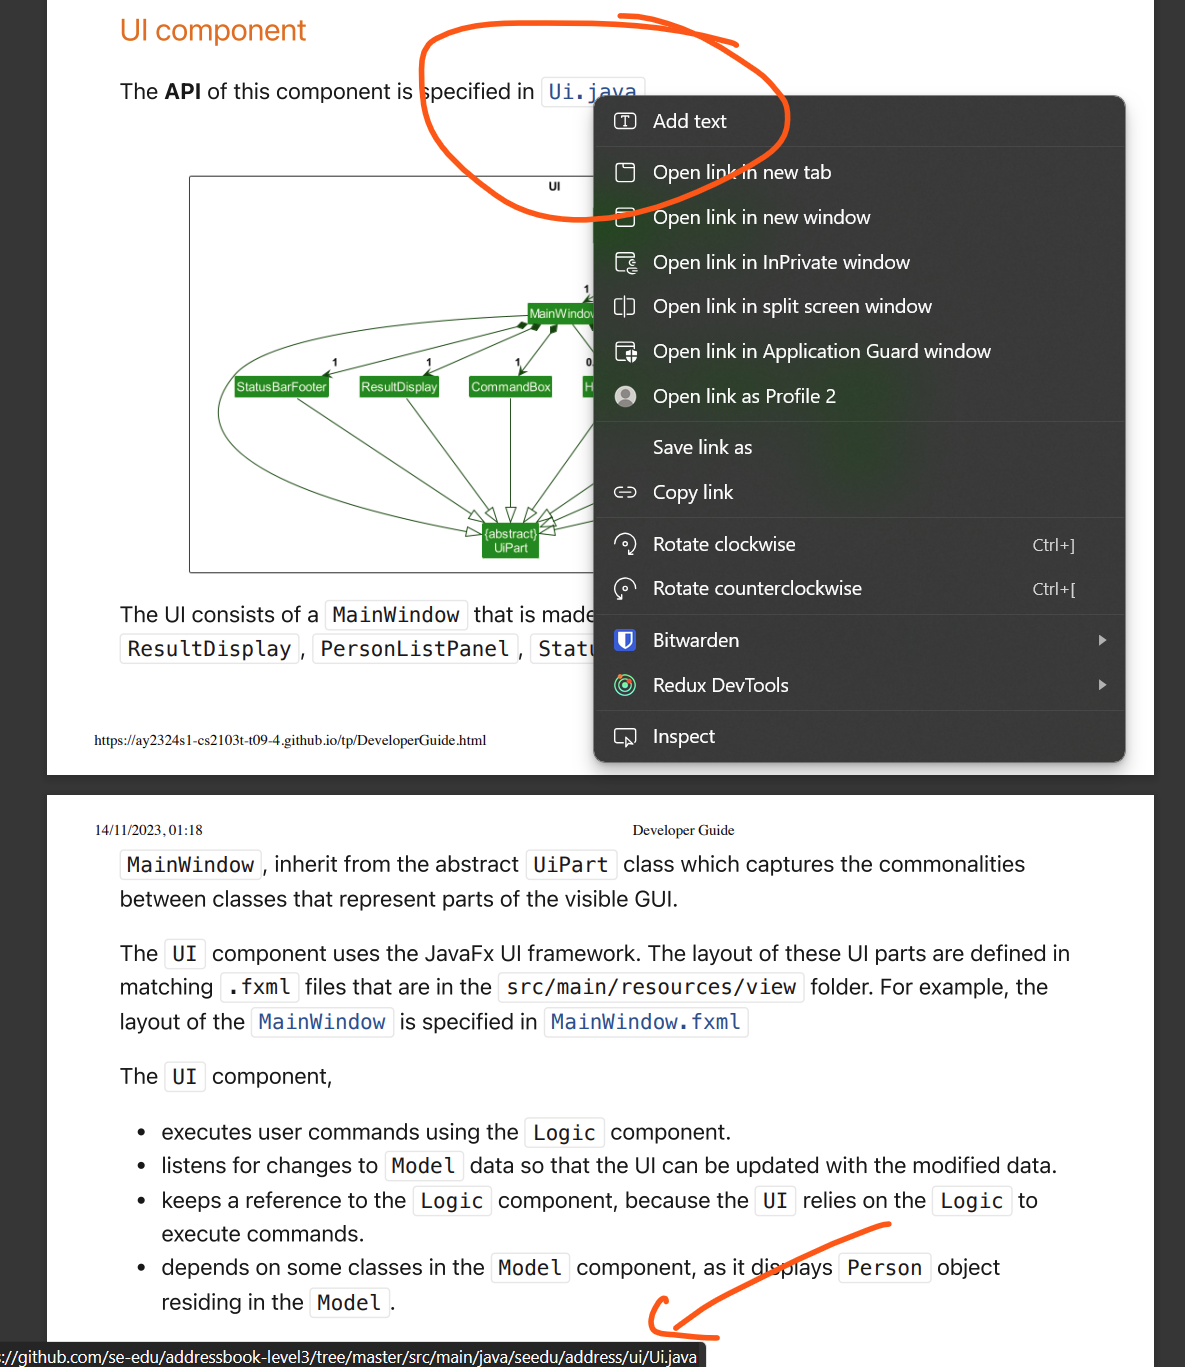 UI component
The API of this component is specified in Ui.java
UI
1
MainWindow
1
1
1
0
StatusBarFooter
ResultDisplay
CommandBox
H
{abstract}
UiPart
The UI consists of a MainWindow that is made
ResultDisplay, PersonListPanel, Statu
https://ay2324s1-cs2103t-t09-4.github.io/tp/DeveloperGuide.html
Add text
Open link in new tab
Open link in new window
Open link in InPrivate window
Open link in split screen window
Open link in Application Guard window
Open link as Profile 2
Save link as
Copy link
Rotate clockwise Ctrl+]
Rotate counterclockwise Ctrl+[
Bitwarden
Redux DevTools
Inspect
14/11/2023, 01:18 Developer Guide
MainWindow, inherit from the abstract UiPart class which captures the commonalities
between classes that represent parts of the visible GUI.
The UI component uses the JavaFx UI framework. The layout of these UI parts are defined in
matching .fxml files that are in the src/main/resources/view folder. For example, the
layout of the MainWindow is specified in MainWindow.fxml
The UI component,
• executes user commands using the Logic component.
• listens for changes to Model data so that the UI can be updated with the modified data.
• keeps a reference to the Logic component, because the UI relies on the Logic to
execute commands.
• depends on some classes in the Model component, as it displays Person object
residing in the Model.
://github.com/se-edu/addressbook-level3/tree/master/src/main/java/seedu/address/ui/Ui.java